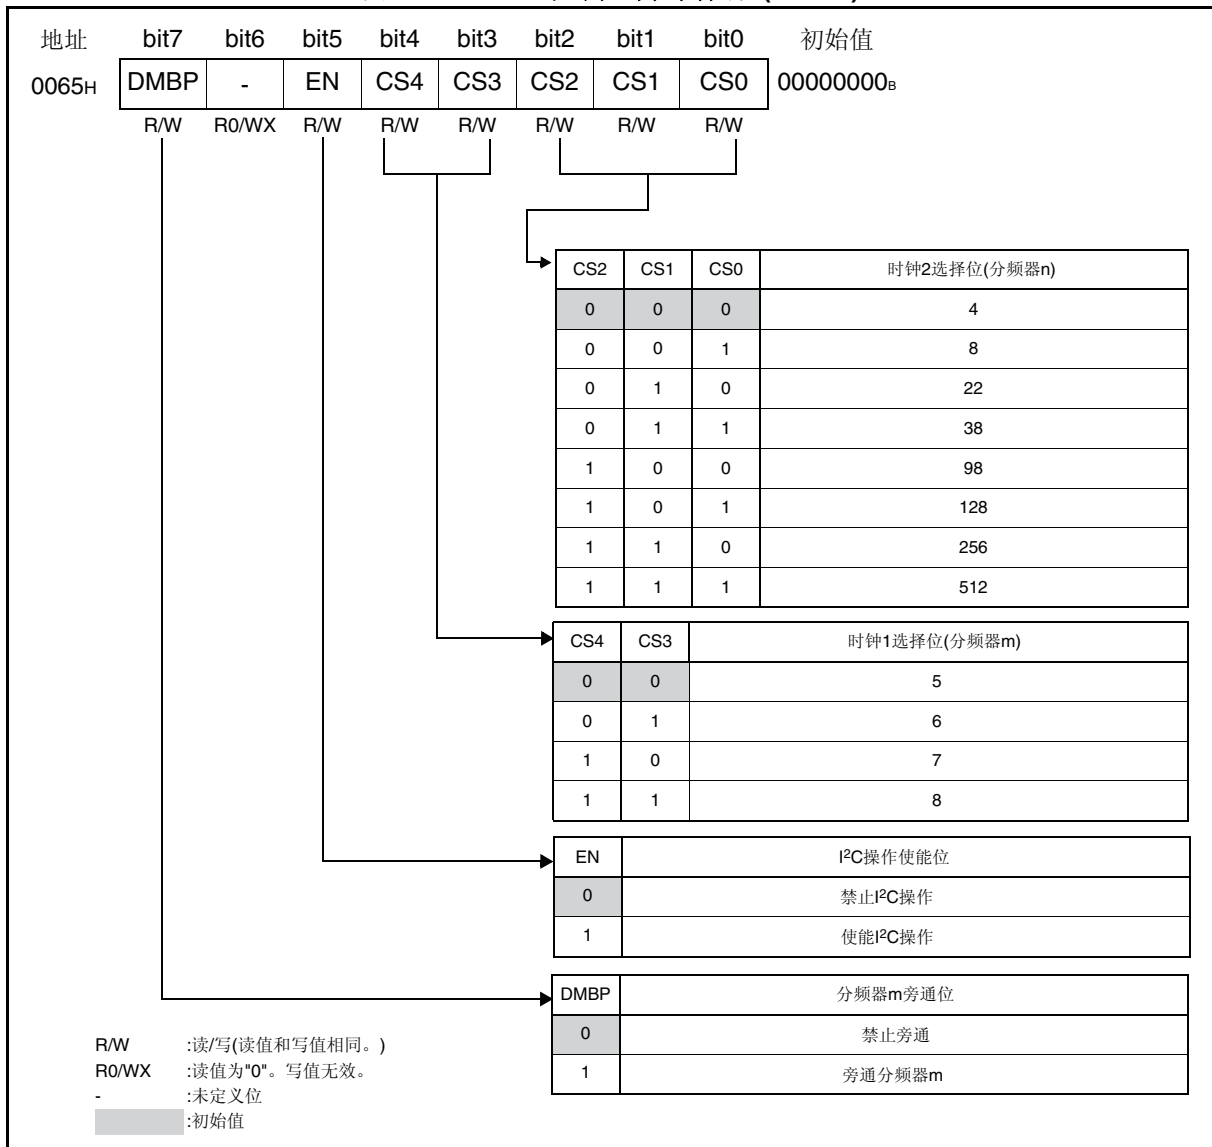 地址 bit7 bit6 bit5 bit4 bit3 bit2 bit1 bit0 初始值
0065H DMBP - EN CS4 CS3 CS2 CS1 CS0 00000000B
R/W R0/WX R/W R/W R/W R/W R/W R/W
CS2 CS1 CS0 时钟2选择位(分频器n)
0 0 0 4
0 0 1 8
0 1 0 22
0 1 1 38
1 0 0 98
1 0 1 128
1 1 0 256
1 1 1 512
CS4 CS3 时钟1选择位(分频器m)
0 0 5
0 1 6
1 0 7
1 1 8
EN I2C操作使能位
0 禁止I2C操作
1 使能I2C操作
DMBP 分频器m旁通位
0 禁止旁通
1 旁通分频器m
R/W :读/写(读值和写值相同。)
R0/WX :读值为"0"。写值无效。
- :未定义位
:初始值